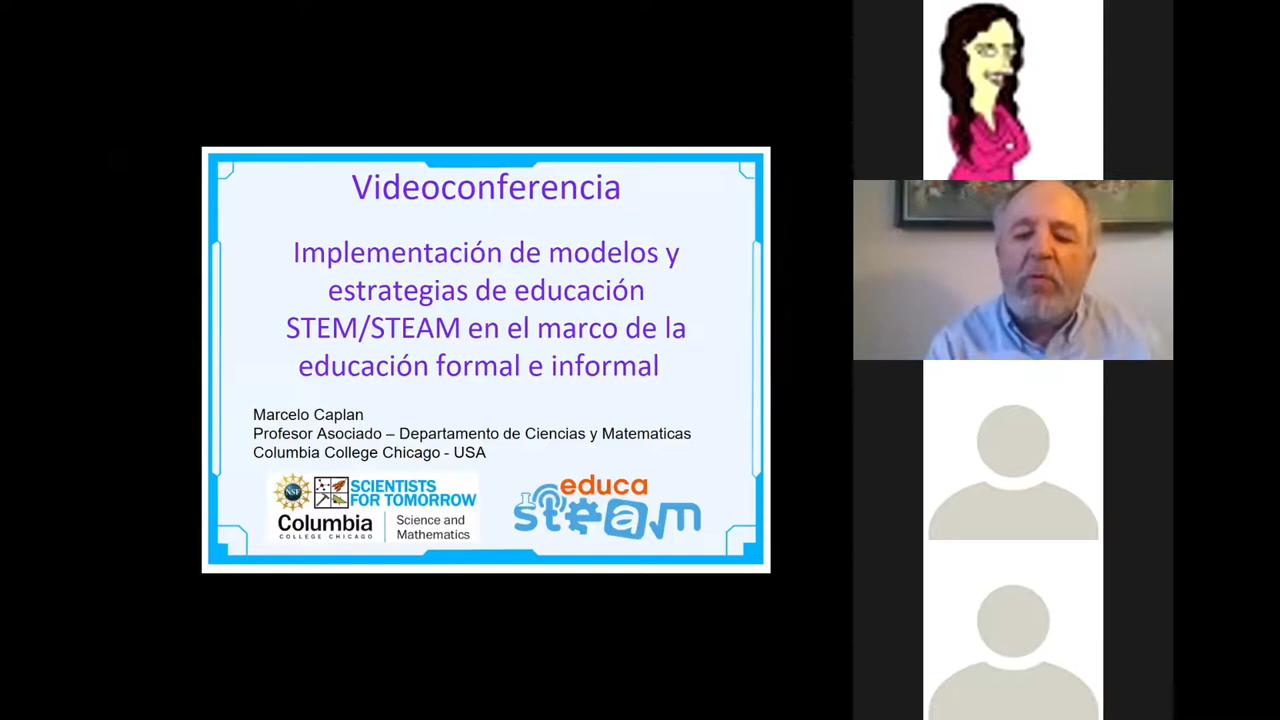 Videoconferencia
Implementación de modelos y
estrategias de educación
STEM/STEAM en el marco de la
educación formal e informal
Marcelo Caplan
Profesor Asociado – Departamento de Ciencias y Matematicas
Columbia College Chicago - USA
NSF
SCIENTISTS
FOR TOMORROW
Columbia
COLLEGE CHICAGO
Science and
Mathematics
educa
steam